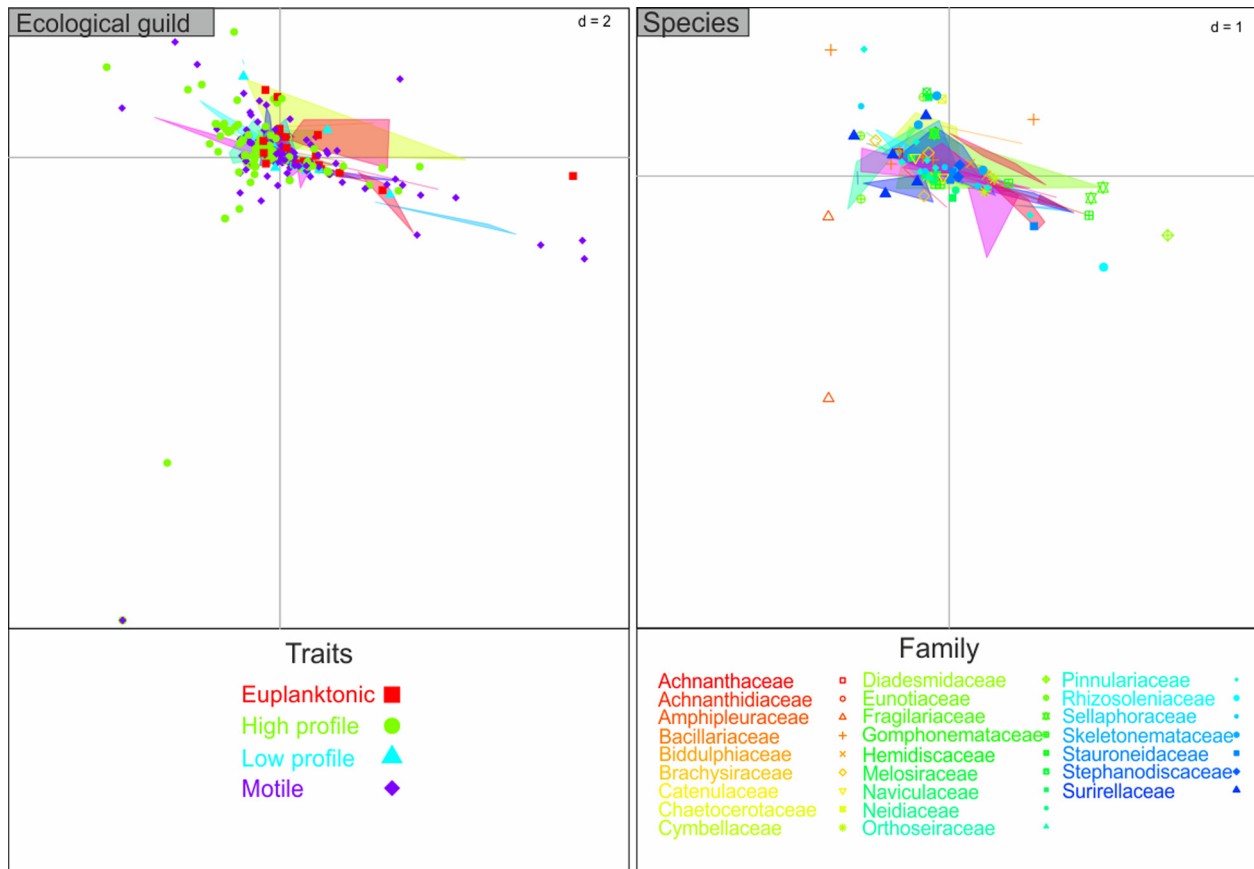 Ecological guild
d = 2
Species
d = 1
Traits
Euplanktonic
High profile
Low profile
Motile
Family
Achnanthaceae
Achnanthidiaceae
Amphipleuraceae
Bacillariaceae
Biddulphiaceae
Brachysiraceae
Catenulaceae
Chaetocerotaceae
Cymbellaceae
Diadesmidaceae
Eunotiaceae
Fragilariaceae
Gomphonemataceae
Hemidiscaceae
Melosiraceae
Naviculaceae
Neidiaceae
Orthoseiraceae
Pinnulariaceae
Rhizosoleniaceae
Sellaphoraceae
Skeletonemataceae
Stauroneidaceae
Stephanodiscaceae
Surirellaceae